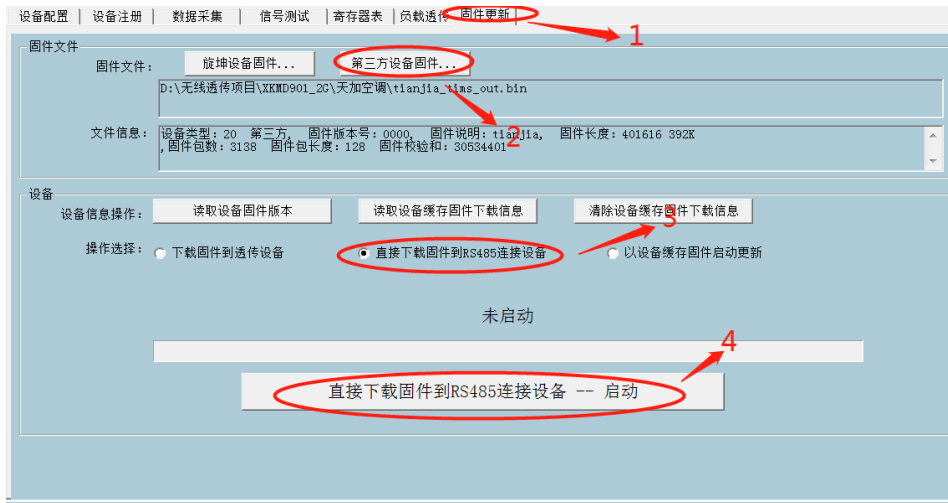 设备配置 | 设备注册 | 数据采集 | 信号测试 | 寄存器表 | 负载透传 固件更新
1
固件文件
固件文件: 旋坤设备固件... 第三方设备固件...
D:\无线透传项目\XKMD901_2G\天加空调\tianjia_tims_out.bin
2
文件信息: 设备类型:20 第三方, 固件版本号:0000, 固件说明:tianjia, 固件长度:401616 392K
,固件包数:3138 固件包长度:128 固件校验和:30534401
设备
设备信息操作: 读取设备固件版本 读取设备缓存固件下载信息 清除设备缓存固件下载信息
3
操作选择: 下载固件到透传设备 直接下载固件到RS485连接设备 以设备缓存固件启动更新
未启动
4
直接下载固件到RS485连接设备 -- 启动